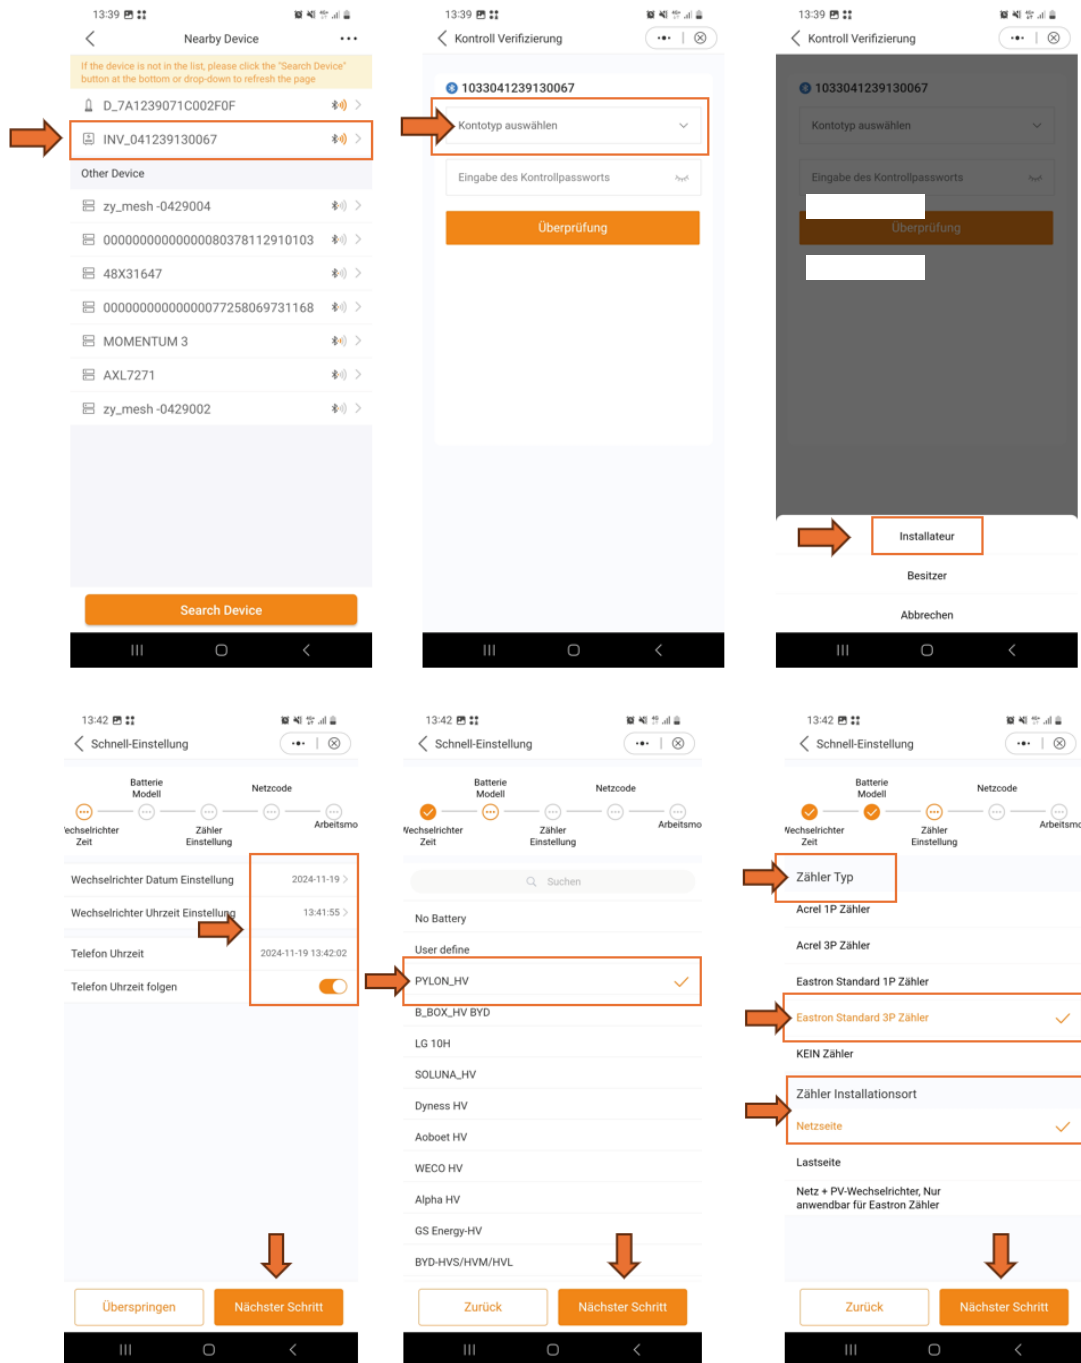 13:39
Nearby Device
If the device is not in the list, please click the "Search Device"
button at the bottom or drop-down to refresh the page
D_7A1239071C002F0F
INV_041239130067
Other Device
zy_mesh -0429004
00000000000000080378112910103
48X31647
00000000000000077258069731168
MOMENTUM 3
AXL7271
zy_mesh -0429002
Search Device
13:39
Kontroll Verifizierung
1033041239130067
Kontotyp auswählen
Eingabe des Kontrollpassworts
Überprüfung
13:39
Kontroll Verifizierung
1033041239130067
Kontotyp auswählen
Eingabe des Kontrollpassworts
Überprüfung
Installateur
Besitzer
Abbrechen
13:42
Schnell-Einstellung
Batterie
Modell
Netzcode
Wechselrichter
Zeit
Zähler
Einstellung
Arbeitsmo
Wechselrichter Datum Einstellung
2024-11-19
Wechselrichter Uhrzeit Einstellung
13:41:55
Telefon Uhrzeit
2024-11-19 13:42:02
Telefon Uhrzeit folgen
Überspringen
Nächster Schritt
13:42
Schnell-Einstellung
Batterie
Modell
Netzcode
Wechselrichter
Zeit
Zähler
Einstellung
Arbeitsmo
Suchen
No Battery
User define
PYLON_HV
B_BOX_HV BYD
LG 10H
SOLUNA_HV
Dyness HV
Aoboet HV
WECO HV
Alpha HV
GS Energy-HV
BYD-HVS/HVM/HVL
Zurück
Nächster Schritt
13:42
Schnell-Einstellung
Batterie
Modell
Netzcode
Wechselrichter
Zeit
Zähler
Einstellung
Arbeitsmo
Zähler Typ
Acrel 1P Zähler
Acrel 3P Zähler
Eastron Standard 1P Zähler
Eastron Standard 3P Zähler
KEIN Zähler
Zähler Installationsort
Netzseite
Lastseite
Netz + PV-Wechselrichter, Nur
anwendbar für Eastron Zähler
Zurück
Nächster Schritt